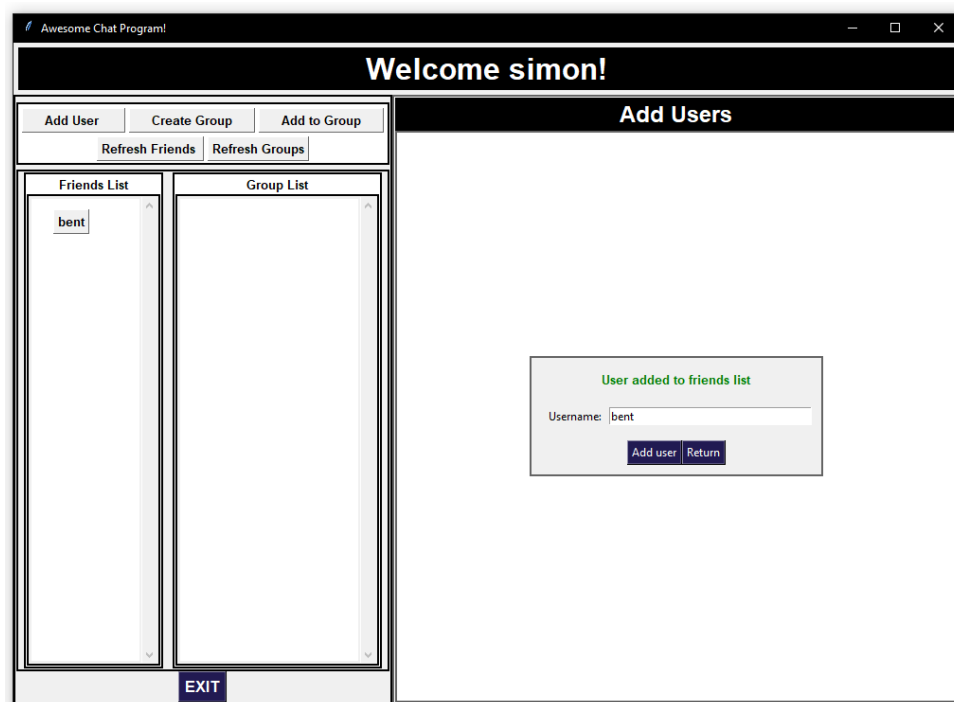 Awesome Chat Program!
Welcome simon!
Add User Create Group Add to Group
Refresh Friends Refresh Groups
Friends List Group List
bent
EXIT
Add Users
User added to friends list
Username: bent
Add user Return